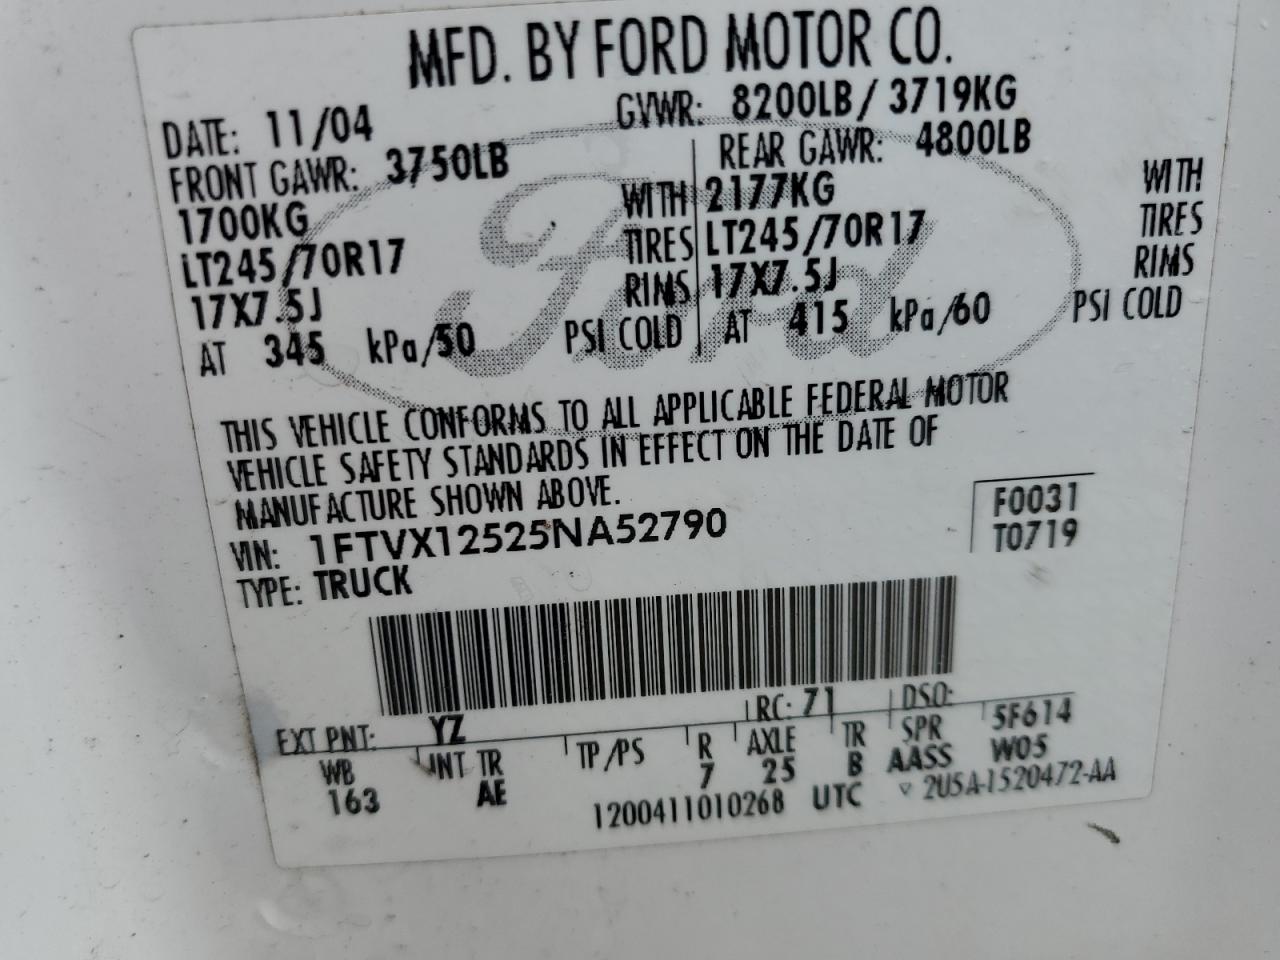 MFD. BY FORD MOTOR CO.
DATE: 11/04 GVWR: 8200LB / 3719KG
FRONT GAWR: 3750LB REAR GAWR: 4800LB
1700KG WITH 2177KG WITH
LT245/70R17 TIRES LT245/70R17 TIRES
17X7.5J RIMS 17X7.5J RIMS
AT 345 kPa/50 PSI COLD AT 415 kPa/60 PSI COLD
Ford
THIS VEHICLE CONFORMS TO ALL APPLICABLE FEDERAL MOTOR
VEHICLE SAFETY STANDARDS IN EFFECT ON THE DATE OF
MANUFACTURE SHOWN ABOVE.
VIN: 1FTVX12525NA52790 F0031
TYPE: TRUCK T0719
EXT PNT: YZ RC: 71 DSO: 5F614
WB INT TR TP/PS R AXLE TR SPR W05
163 AE 7 25 B AASS
1200411010268 UTC ▽ 2U5A-1520472-AA